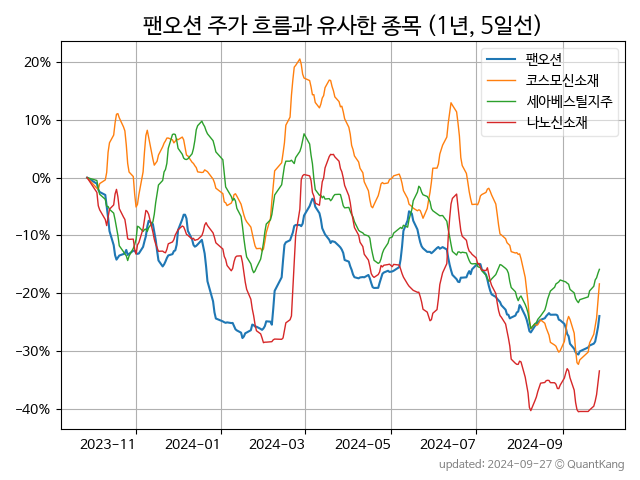 팬오션 주가 흐름과 유사한 종목 (1년, 5일선)
팬오션
코스모신소재
세아베스틸지주
나노신소재
20%
10%
0%
−10%
−20%
−30%
−40%
2023-11
2024-01
2024-03
2024-05
2024-07
2024-09
updated: 2024-09-27 © QuantKang